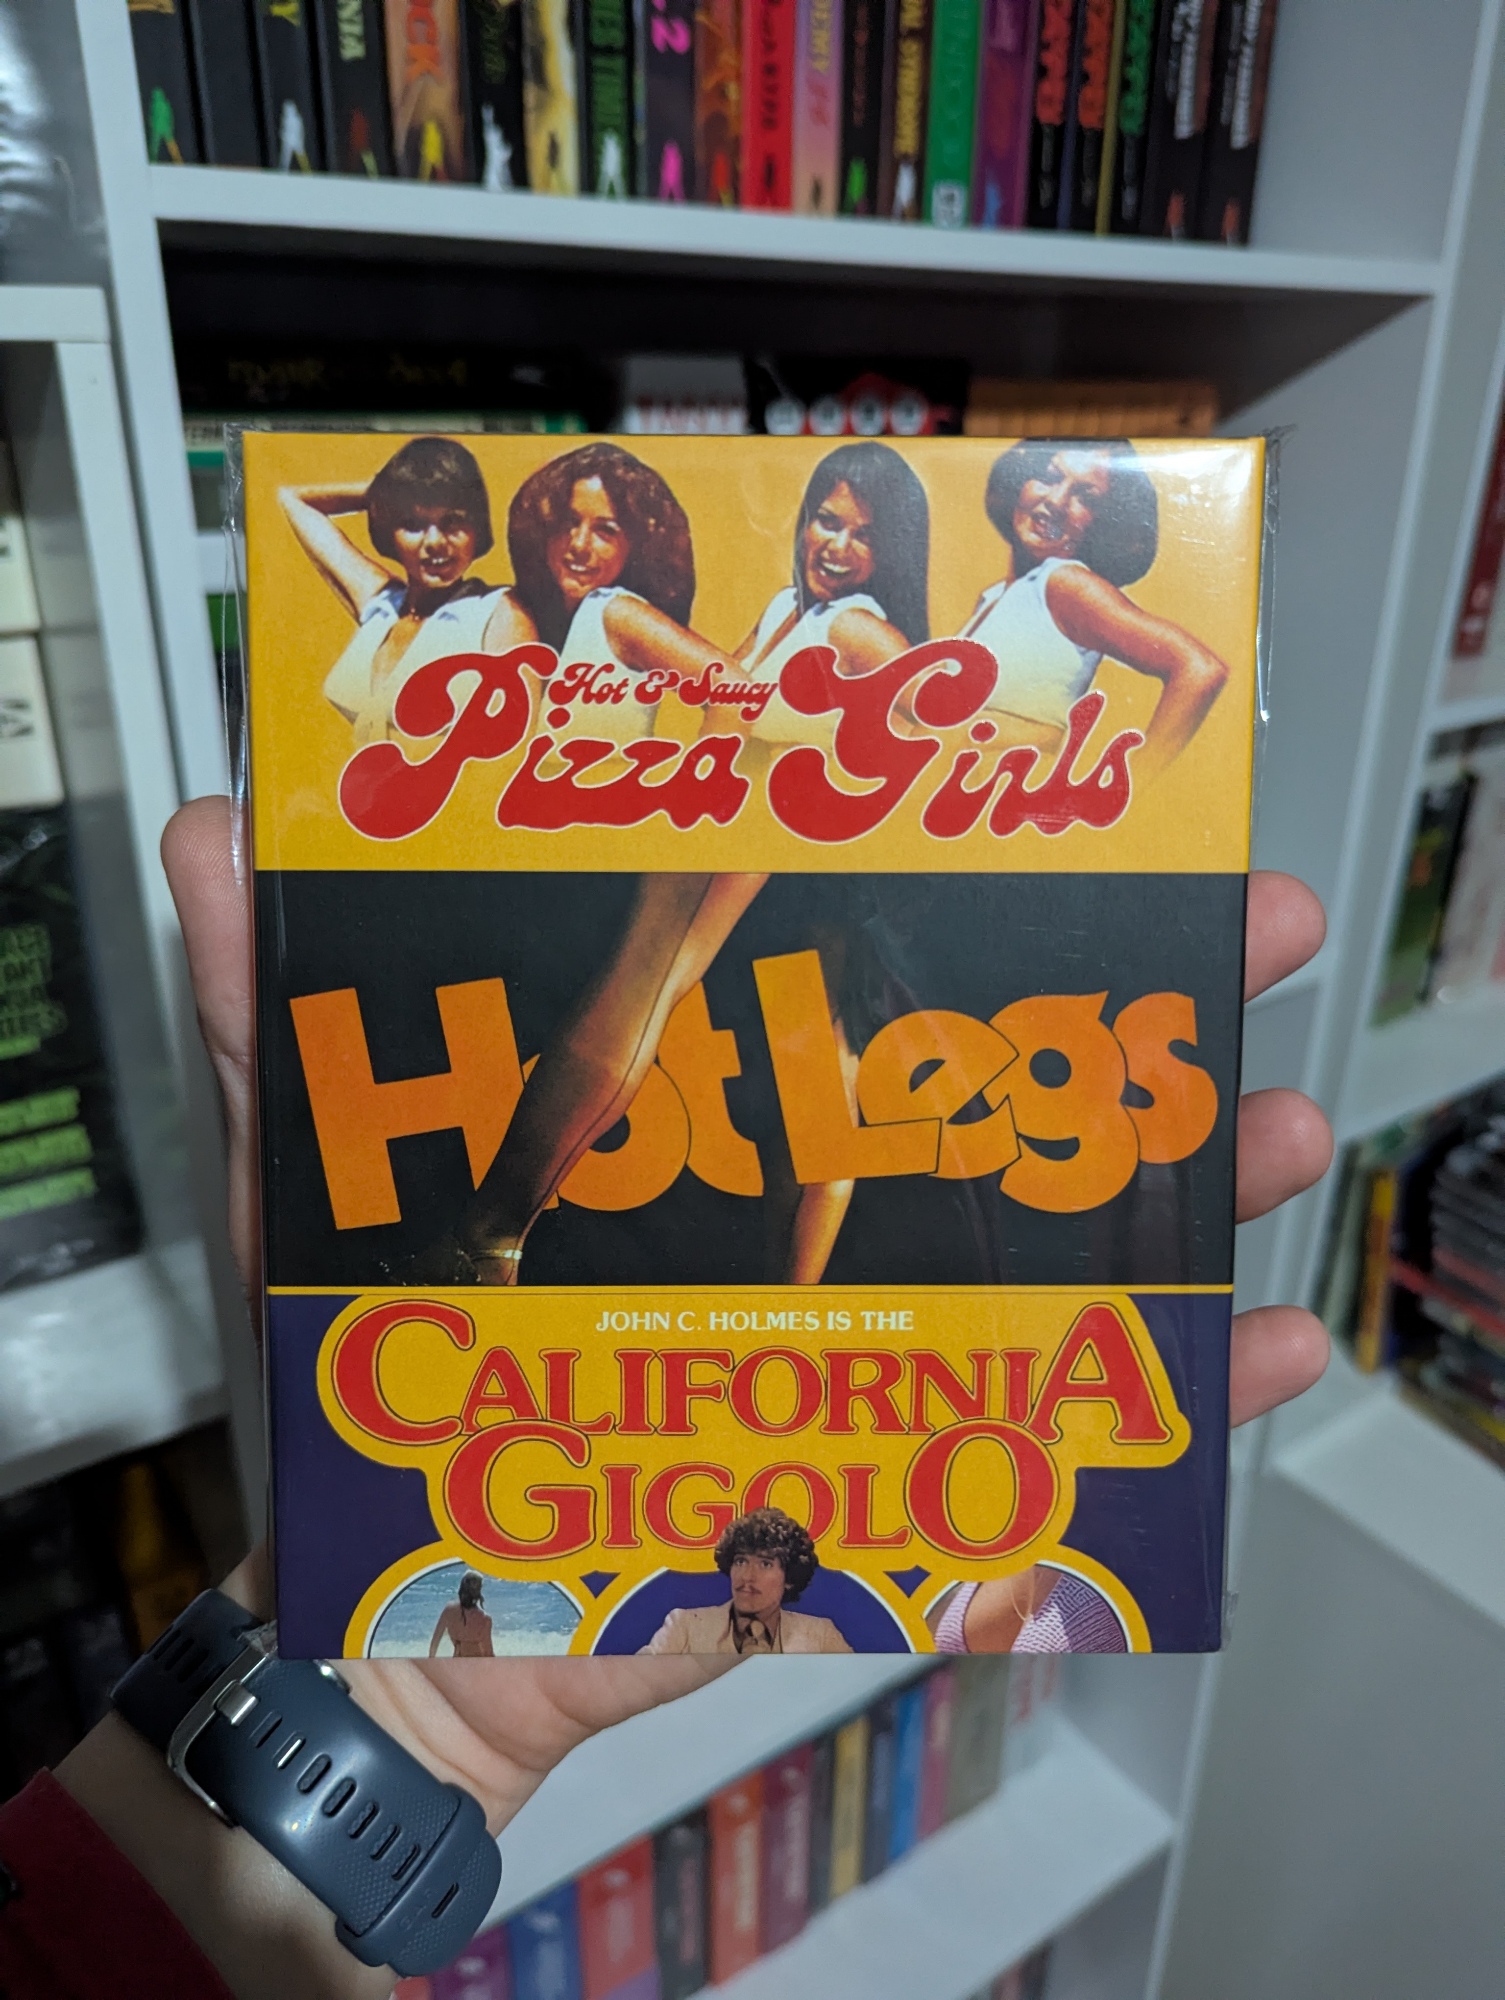 Hot & Saucy
Pizza Girls
Hot Legs
JOHN C. HOLMES IS THE
CALIFORNIA
GIGOLO